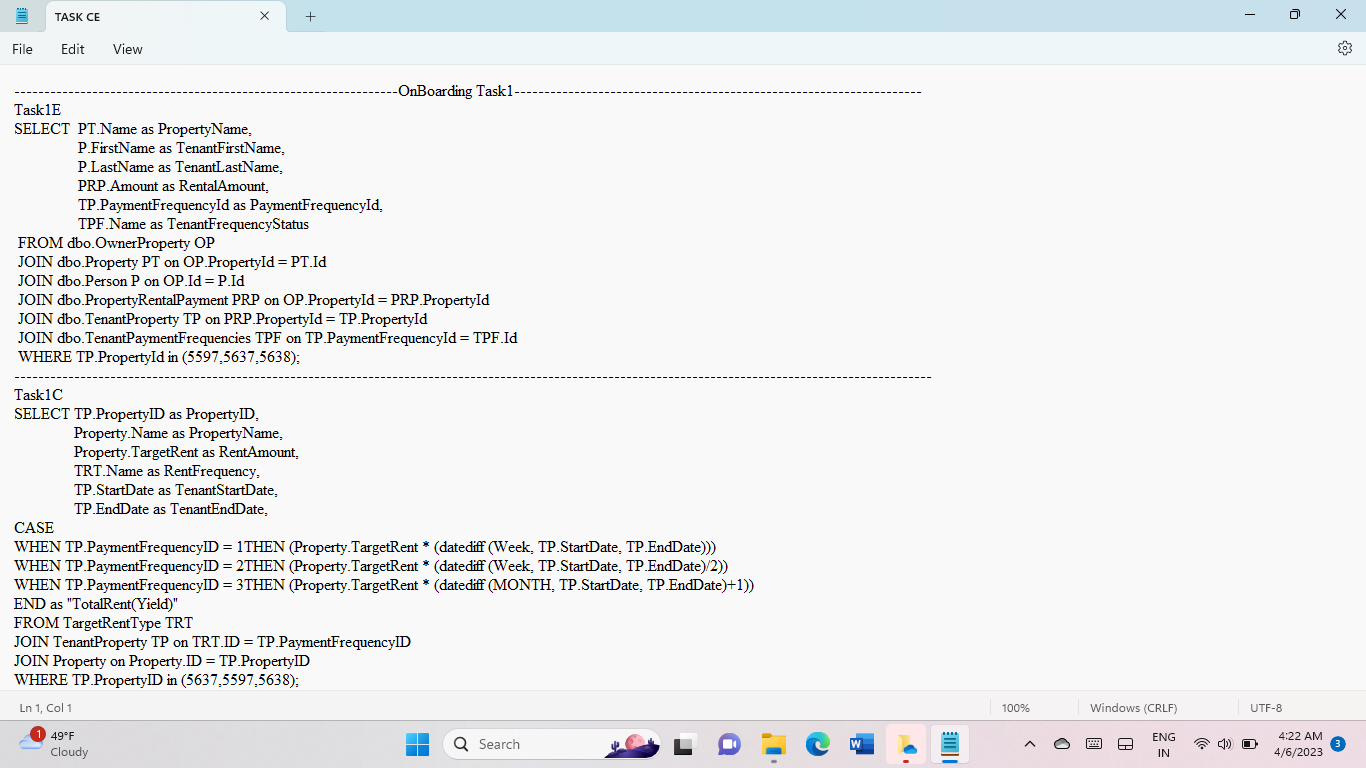 TASK CE
File Edit View
-----------------------------------------------------------------OnBoarding Task1---------------------------------------------------------------------
Task1E
SELECT  PT.Name as PropertyName,
P.FirstName as TenantFirstName,
P.LastName as TenantLastName,
PRP.Amount as RentalAmount,
TP.PaymentFrequencyId as PaymentFrequencyId,
TPF.Name as TenantFrequencyStatus
FROM dbo.OwnerProperty OP
JOIN dbo.Property PT on OP.PropertyId = PT.Id
JOIN dbo.Person P on OP.Id = P.Id
JOIN dbo.PropertyRentalPayment PRP on OP.PropertyId = PRP.PropertyId
JOIN dbo.TenantProperty TP on PRP.PropertyId = TP.PropertyId
JOIN dbo.TenantPaymentFrequencies TPF on TP.PaymentFrequencyId = TPF.Id
WHERE TP.PropertyId in (5597,5637,5638);
-----------------------------------------------------------------------------------------------------------------------------------------------------------
Task1C
SELECT TP.PropertyID as PropertyID,
Property.Name as PropertyName,
Property.TargetRent as RentAmount,
TRT.Name as RentFrequency,
TP.StartDate as TenantStartDate,
TP.EndDate as TenantEndDate,
CASE
WHEN TP.PaymentFrequencyID = 1THEN (Property.TargetRent * (datediff (Week, TP.StartDate, TP.EndDate)))
WHEN TP.PaymentFrequencyID = 2THEN (Property.TargetRent * (datediff (Week, TP.StartDate, TP.EndDate)/2))
WHEN TP.PaymentFrequencyID = 3THEN (Property.TargetRent * (datediff (MONTH, TP.StartDate, TP.EndDate)+1))
END as "TotalRent(Yield)"
FROM TargetRentType TRT
JOIN TenantProperty TP on TRT.ID = TP.PaymentFrequencyID
JOIN Property on Property.ID = TP.PropertyID
WHERE TP.PropertyID in (5637,5597,5638);
Ln 1, Col 1 100% Windows (CRLF) UTF-8
1 49°F
Cloudy
Search
ENG
IN
4:22 AM
4/6/2023
3